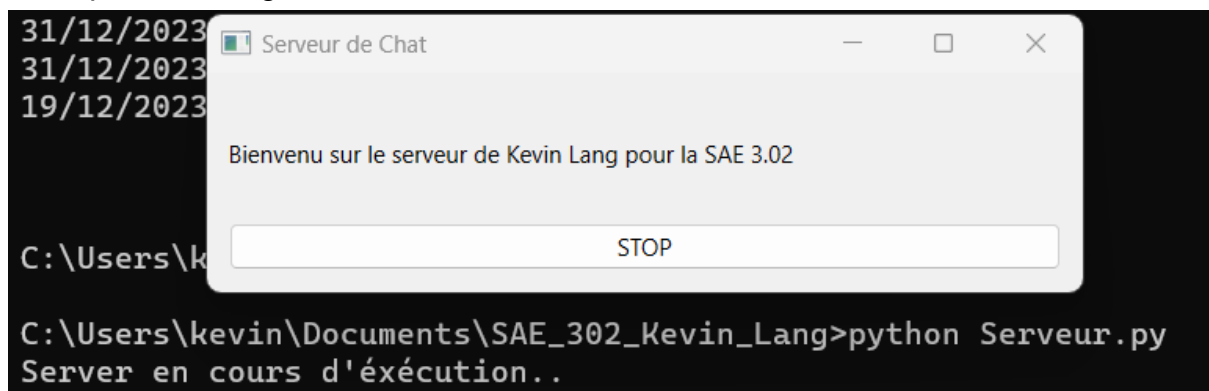 31/12/2023
31/12/2023
19/12/2023
Serveur de Chat
Bienvenu sur le serveur de Kevin Lang pour la SAE 3.02
STOP
C:\Users\k
C:\Users\kevin\Documents\SAE_302_Kevin_Lang>python Serveur.py
Server en cours d'éxécution..